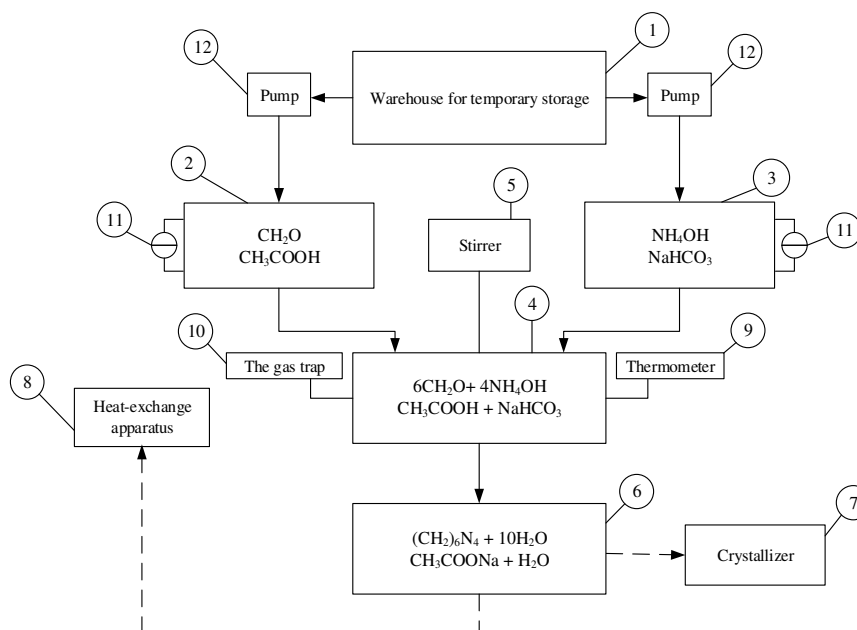 1
12
12
Pump
Warehouse for temporary storage
Pump
2
3
5
11
11
CH₂O
CH₃COOH
Stirrer
NH₄OH
NaHCO₃
4
10
9
The gas trap
Thermometer
8
6CH₂O+ 4NH₄OH
CH₃COOH + NaHCO₃
Heat-exchange
apparatus
6
7
(CH₂)₆N₄ + 10H₂O
CH₃COONa + H₂O
Crystallizer